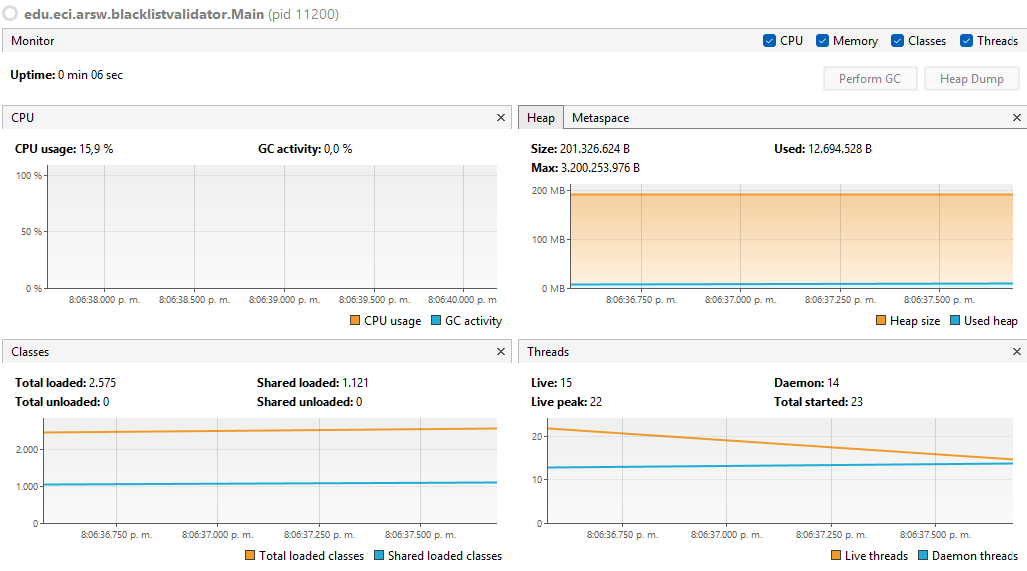 edu.eci.arsw.blacklistvalidator.Main (pid 11200)
Monitor
CPU Memory Classes Threads
Uptime: 0 min 06 sec
Perform GC Heap Dump
CPU
CPU usage: 15,9 %
GC activity: 0,0 %
100 %
50 %
0 %
8:06:38.000 p. m. 8:06:38.500 p. m. 8:06:39.000 p. m. 8:06:39.500 p. m. 8:06:40.000 p. m
CPU usage GC activity
Heap Metaspace
Size: 201.326.624 B
Used: 12.694.528 B
Max: 3.200.253.976 B
200 MB
100 MB
0 MB
8:06:36.750 p. m. 8:06:37.000 p. m. 8:06:37.250 p. m. 8:06:37.500 p. m.
Heap size Used heap
Classes
Total loaded: 2.575
Shared loaded: 1.121
Total unloaded: 0
Shared unloaded: 0
2.000
1.000
0
8:06:36.750 p. m. 8:06:37.000 p. m. 8:06:37.250 p. m. 8:06:37.500 p. m.
Total loaded classes Shared loaded classes
Threads
Live: 15
Daemon: 14
Live peak: 22
Total started: 23
20
10
0
8:06:36.750 p. m. 8:06:37.000 p. m. 8:06:37.250 p. m. 8:06:37.500 p. m.
Live threads Daemon threads